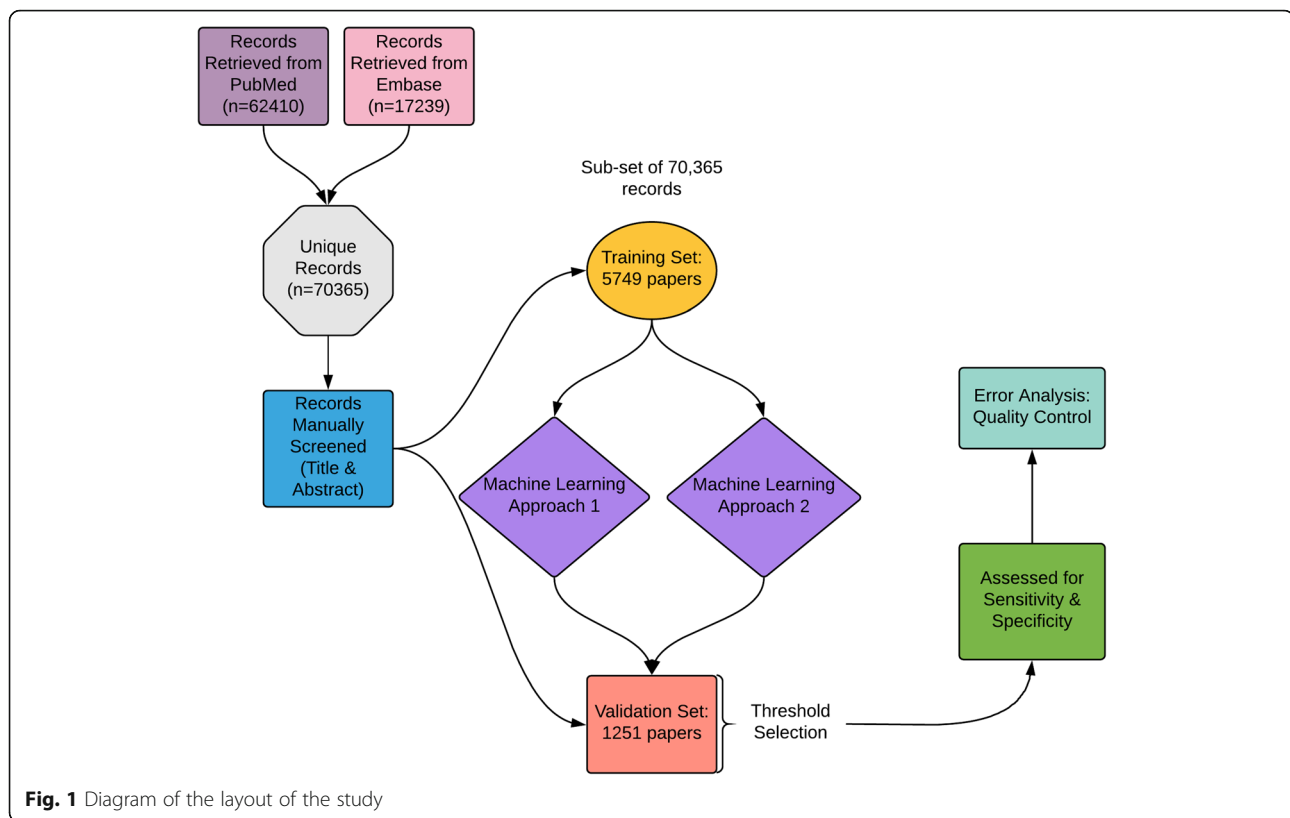 Records
Retrieved from
PubMed
(n=62410)
Records
Retrieved from
Embase
(n=17239)
Unique
Records
(n=70365)
Records
Manually
Screened
(Title &
Abstract)
Sub-set of 70,365
records
Training Set:
5749 papers
Machine Learning
Approach 1
Machine Learning
Approach 2
Validation Set:
1251 papers
Threshold
Selection
Assessed for
Sensitivity &
Specificity
Error Analysis:
Quality Control
Fig. 1 Diagram of the layout of the study